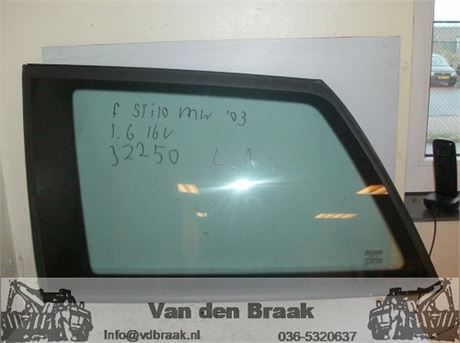 f STilo MW '03
1.6 16V
32250
Van den Braak
Info@vdbraak.nl 036-5320637